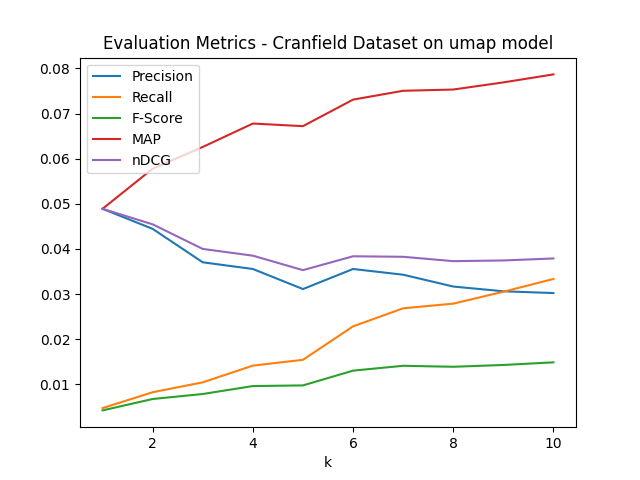 Evaluation Metrics - Cranfield Dataset on umap model
0.08
0.07
0.06
0.05
0.04
0.03
0.02
0.01
Precision
Recall
F-Score
MAP
nDCG
2
4
6
8
10
k